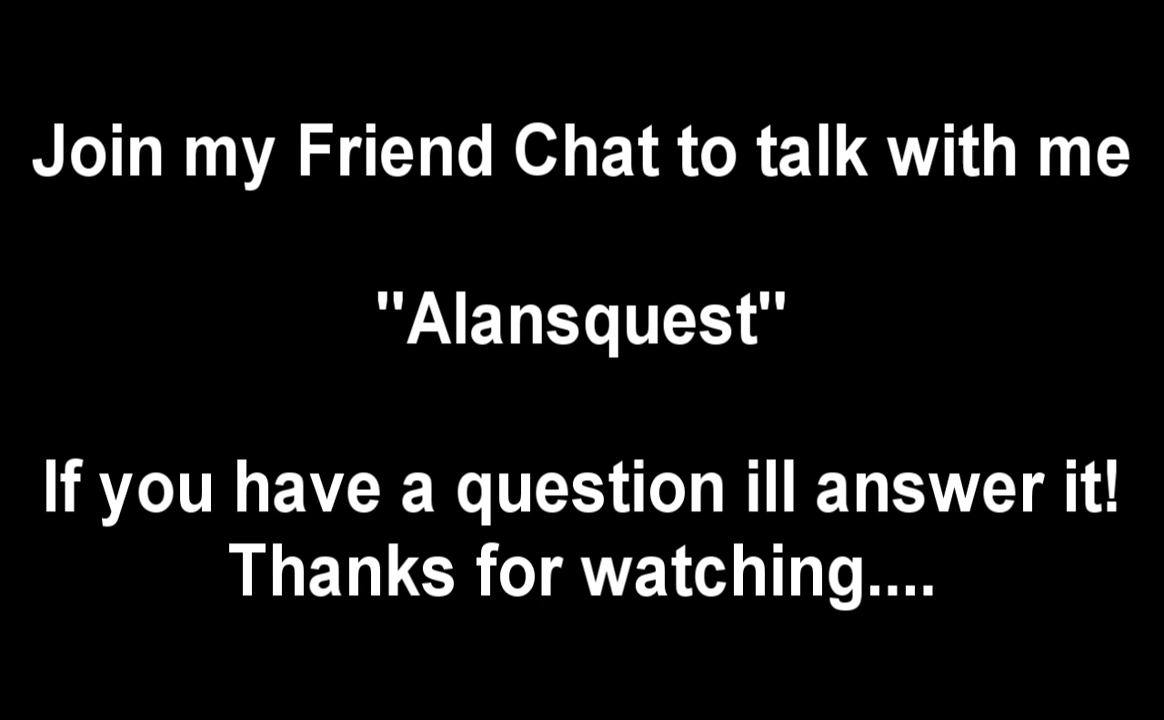 Join my Friend Chat to talk with me
"Alansquest"
If you have a question ill answer it!
Thanks for watching....